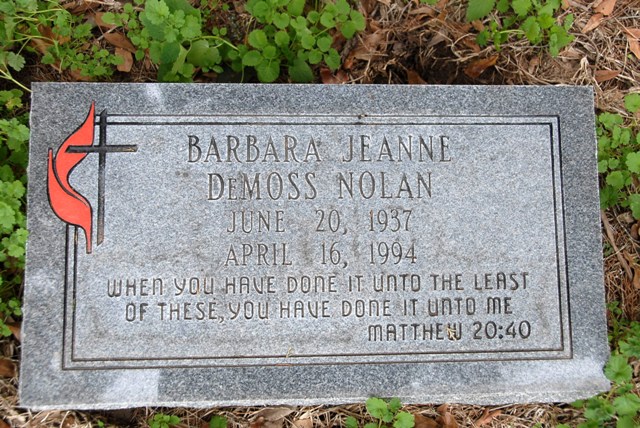 BARBARA JEANNE
DeMOSS NOLAN
JUNE 20, 1937
APRIL 16, 1994
WHEN YOU HAVE DONE IT UNTO THE LEAST
OF THESE, YOU HAVE DONE IT UNTO ME
MATTHEW 20:40